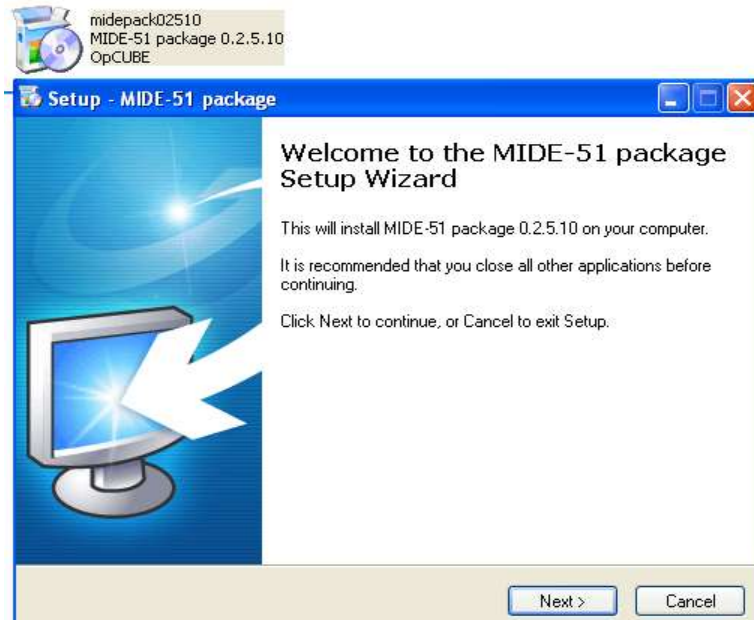 midepack02510
MIDE-51 package 0.2.5.10
OpCUBE
Setup - MIDE-51 package
Welcome to the MIDE-51 package
Setup Wizard
This will install MIDE-51 package 0.2.5.10 on your computer.
It is recommended that you close all other applications before
continuing.
Click Next to continue, or Cancel to exit Setup.
Next >
Cancel